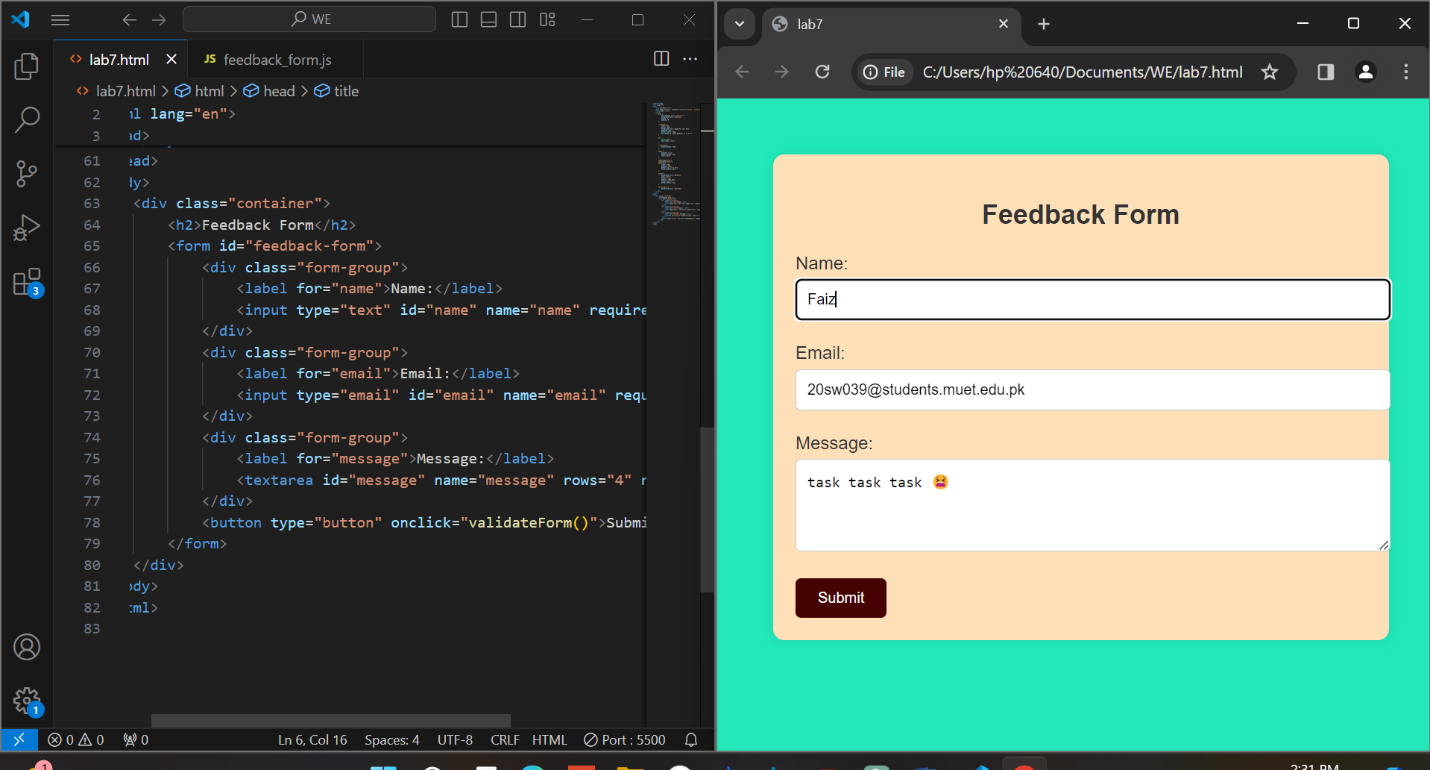 WE
lab7.html
JS feedback_form.js
lab7.html > html > head > title
2 ml lang="en">
3 ad>
61 ead>
62 dy>
63 <div class="container">
64 <h2>Feedback Form</h2>
65 <form id="feedback-form">
66 <div class="form-group">
67 <label for="name">Name:</label>
68 <input type="text" id="name" name="name" require
69 </div>
70 <div class="form-group">
71 <label for="email">Email:</label>
72 <input type="email" id="email" name="email" requ
73 </div>
74 <div class="form-group">
75 <label for="message">Message:</label>
76 <textarea id="message" name="message" rows="4" r
77 </div>
78 <button type="button" onclick="validateForm()">Submi
79 </form>
80 </div>
81 ody>
82 tml>
83
3
1
0 0 0 Ln 6, Col 16 Spaces: 4 UTF-8 CRLF HTML Port : 5500
lab7
File C:/Users/hp%20640/Documents/WE/lab7.html
Feedback Form
Name:
Faiz
Email:
20sw039@students.muet.edu.pk
Message:
task task task 😝
Submit
1
2:31 PM